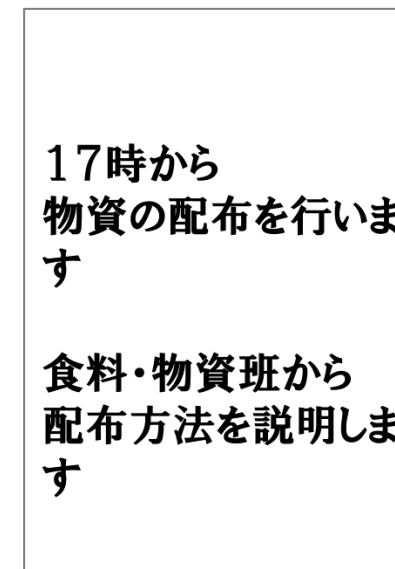 17時から
物資の配布を行いま
す
食料・物資班から
配布方法を説明しま
す